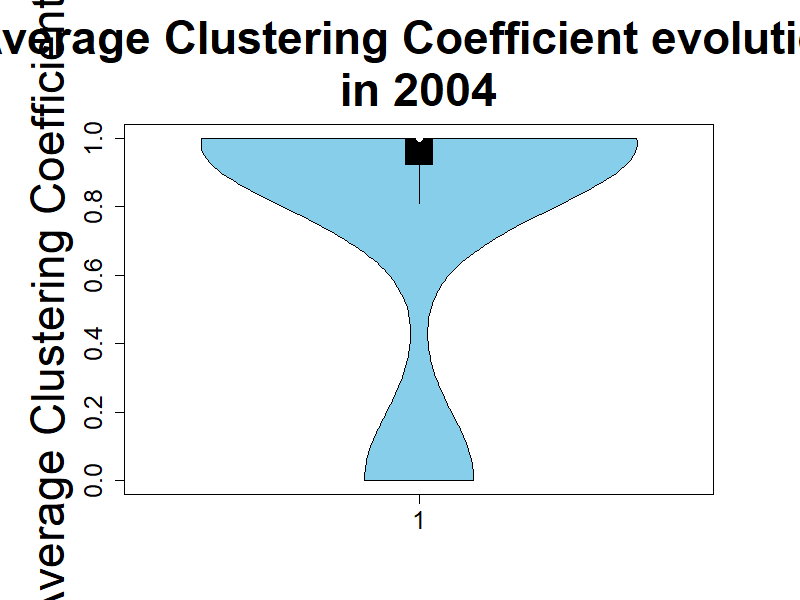 Average Clustering Coefficient evolutio
in 2004
Average Clustering Coefficient
1.0
0.8
0.6
0.4
0.2
0.0
1